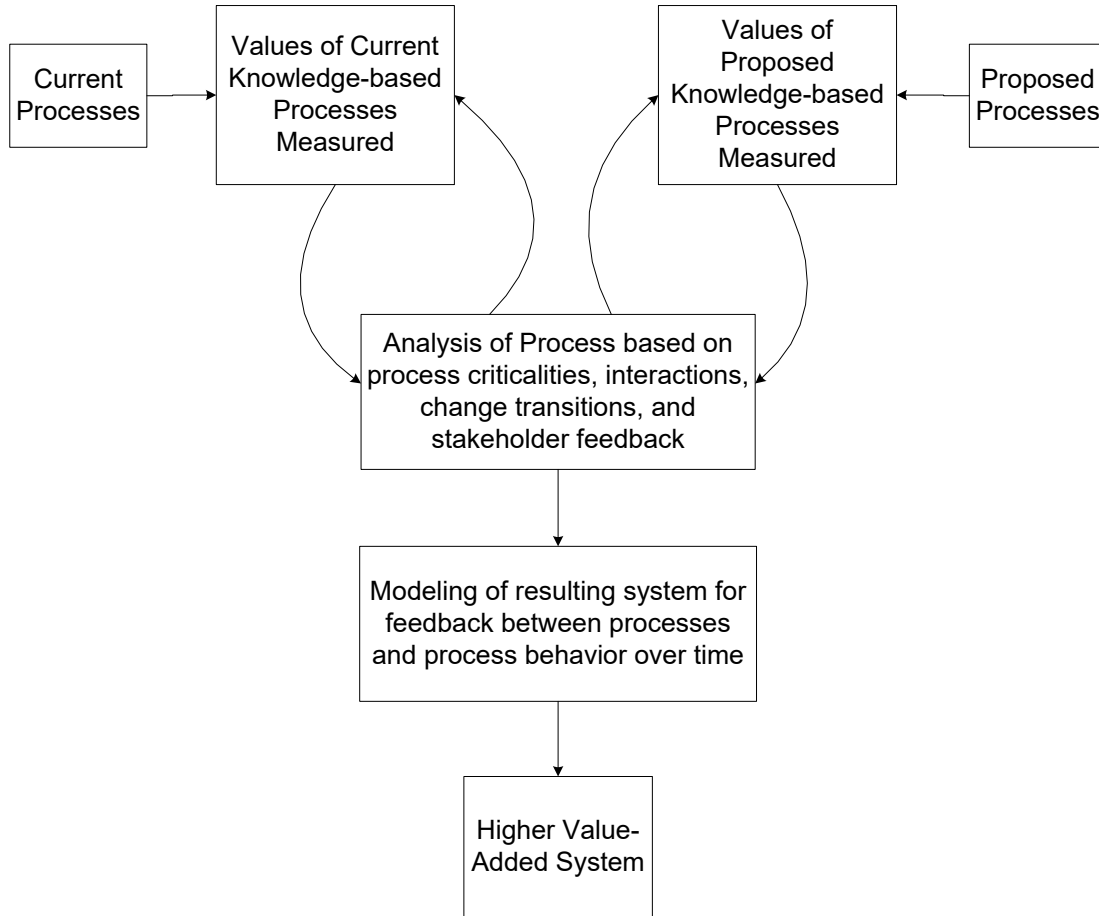 Current
Processes
Values of Current
Knowledge-based
Processes
Measured
Values of
Proposed
Knowledge-based
Processes
Measured
Proposed
Processes
Analysis of Process based on
process criticalities, interactions,
change transitions, and
stakeholder feedback
Modeling of resulting system for
feedback between processes
and process behavior over time
Higher Value-
Added System